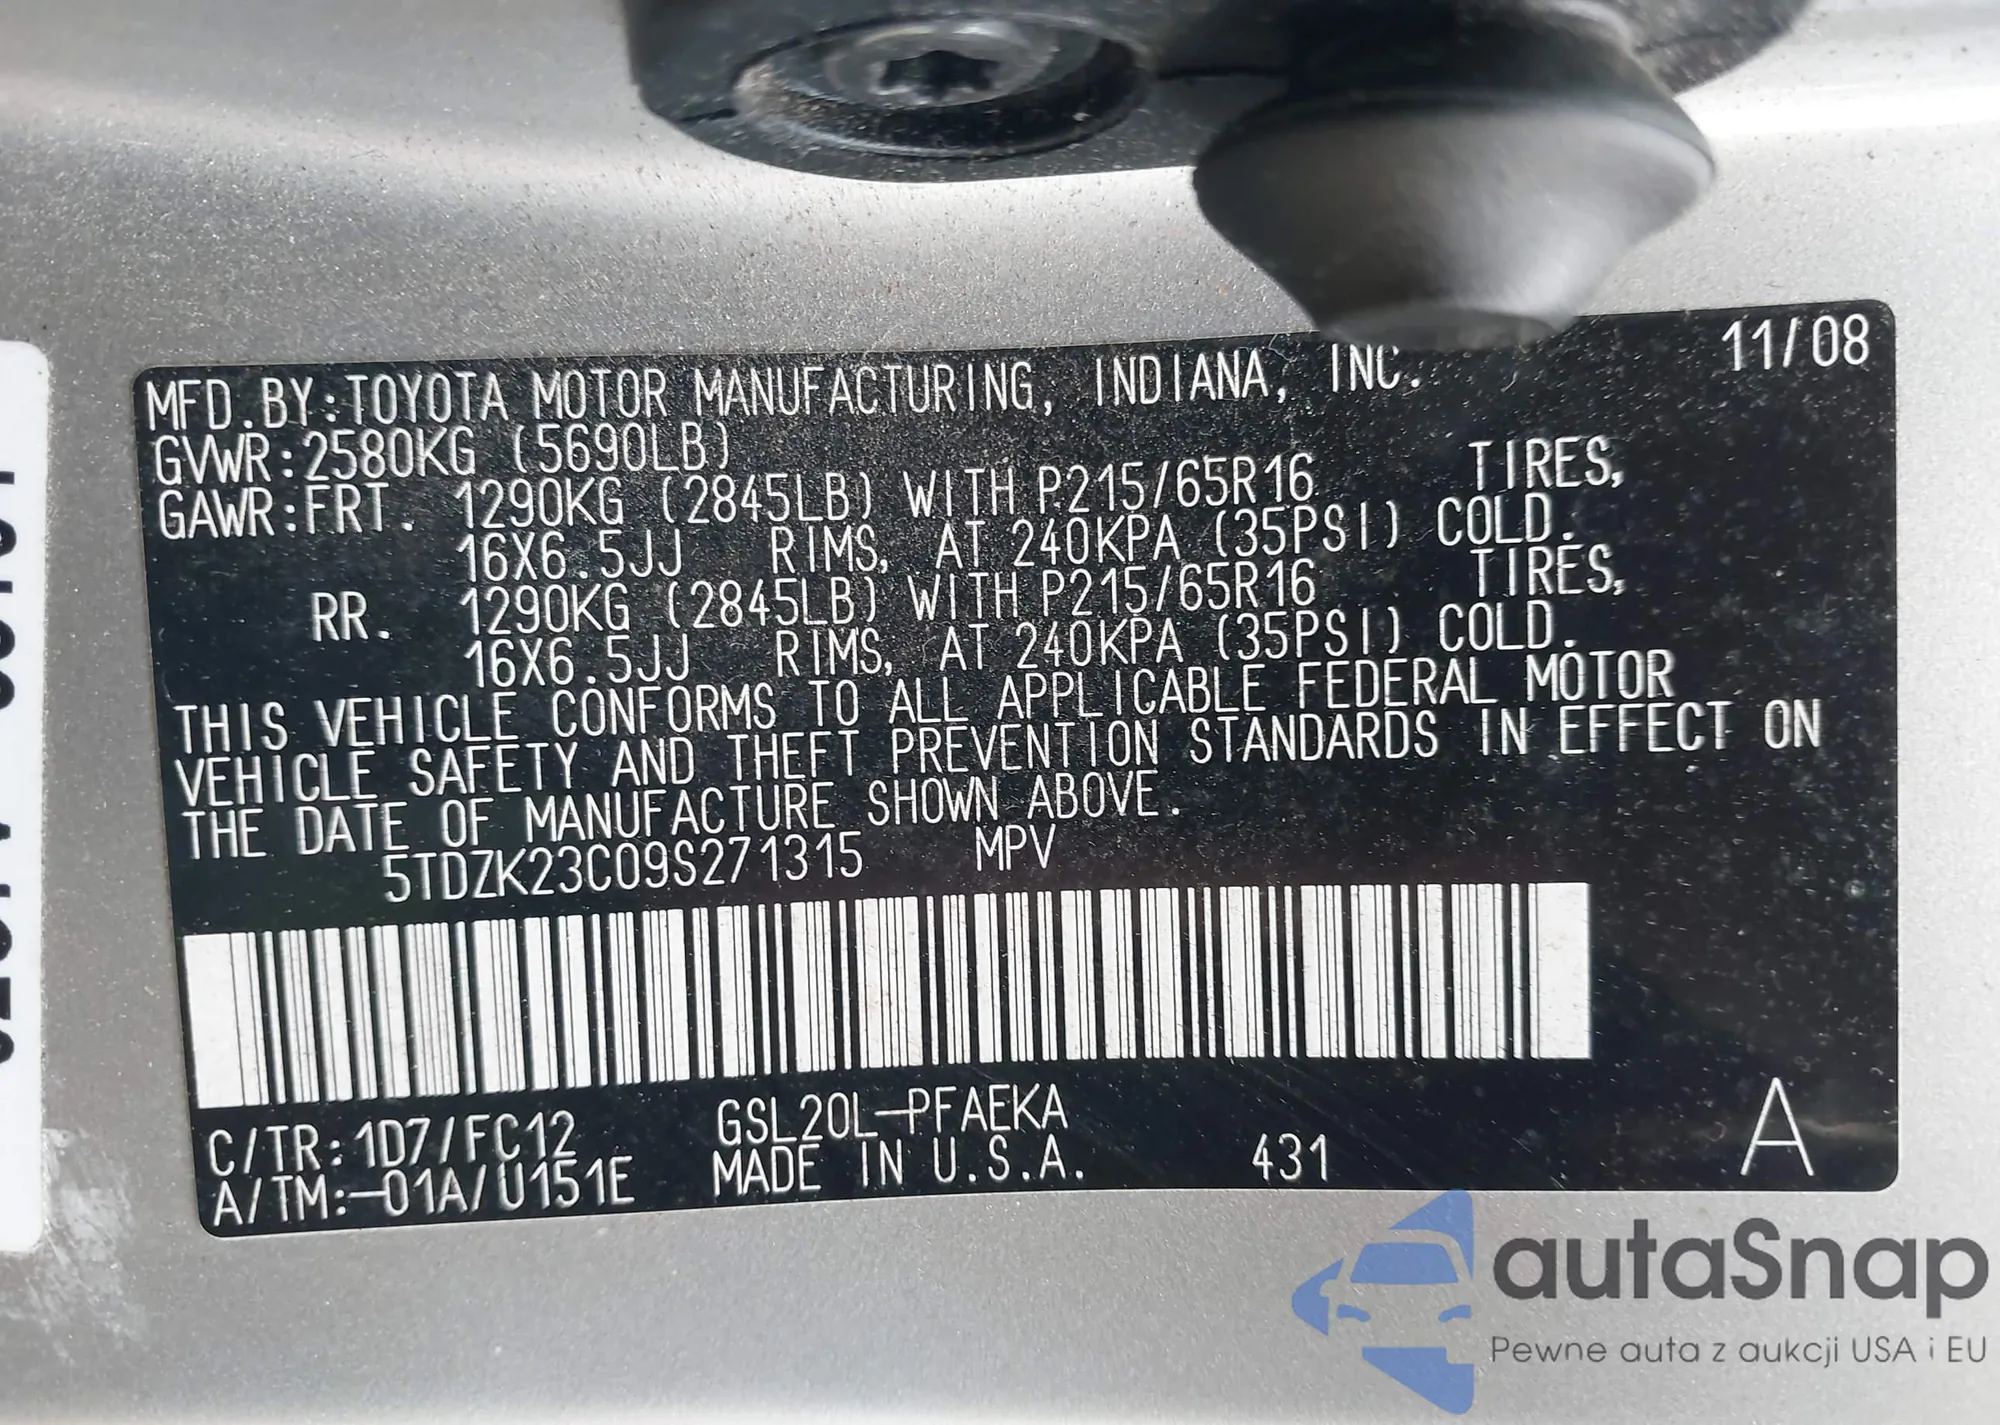 MFD.BY:TOYOTA MOTOR MANUFACTURING, INDIANA, INC. 11/08
GVWR:2580KG (5690LB)
GAWR:FRT. 1290KG (2845LB) WITH P215/65R16 TIRES,
16X6.5JJ RIMS, AT 240KPA (35PSI) COLD.
RR. 1290KG (2845LB) WITH P215/65R16 TIRES,
16X6.5JJ RIMS, AT 240KPA (35PSI) COLD.
THIS VEHICLE CONFORMS TO ALL APPLICABLE FEDERAL MOTOR
VEHICLE SAFETY AND THEFT PREVENTION STANDARDS IN EFFECT ON
THE DATE OF MANUFACTURE SHOWN ABOVE.
5TDZK23C09S271315 MPV
C/TR:1D7/FC12 GSL20L-PFAEKA
A/TM:-01A/U151E MADE IN U.S.A. 431 A
autaSnap
Pewne auta z aukcji USA i EU